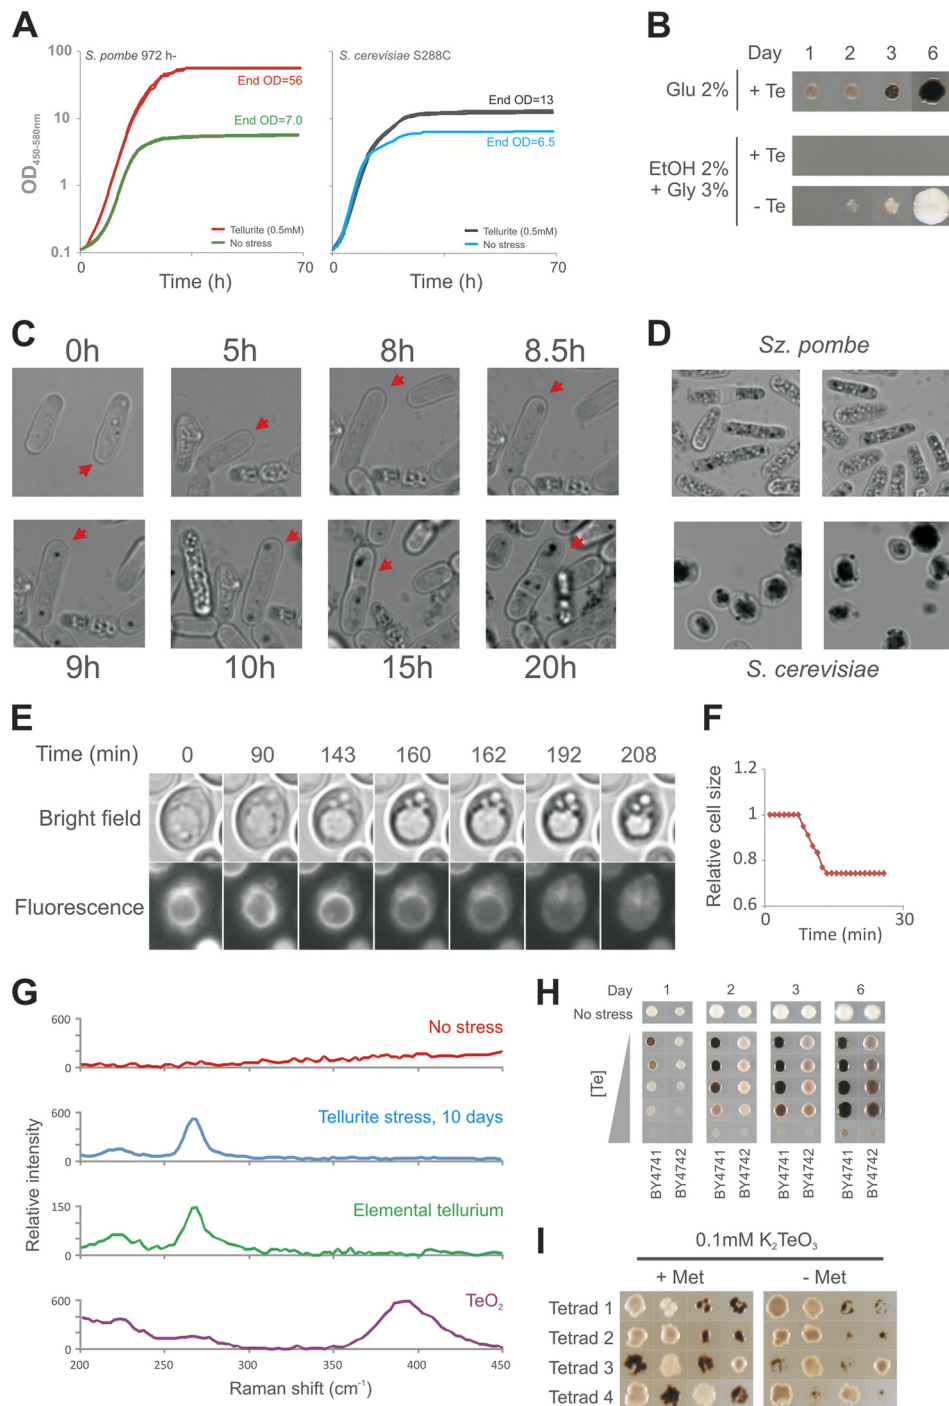 A
S. pombe 972 h-
S. cerevisiae S288C
100
10
1
0.1
OD450-580nm
End OD=56
End OD=7.0
End OD=13
End OD=6.5
Tellurite (0.5mM)
No stress
Tellurite (0.5mM)
No stress
0 70
0 70
Time (h)
Time (h)
B
Day 1 2 3 6
Glu 2% + Te
+ Te
EtOH 2%
+ Gly 3%
- Te
C
0h 5h 8h 8.5h
9h 10h 15h 20h
D
Sz. pombe
S. cerevisiae
E
Time (min) 0 90 143 160 162 192 208
Bright field
Fluorescence
F
Relative cell size
1.2
1
0.8
0.6
0 30
Time (min)
G
Relative intensity
600
0
No stress
600
0
Tellurite stress, 10 days
150
0
Elemental tellurium
600
0
TeO₂
200 250 300 350 400 450
Raman shift (cm⁻¹)
H
Day 1 2 3 6
No stress
[Te]
BY4741 BY4742 BY4741 BY4742 BY4741 BY4742 BY4741 BY4742
I
0.1mM K₂TeO₃
+ Met - Met
Tetrad 1
Tetrad 2
Tetrad 3
Tetrad 4